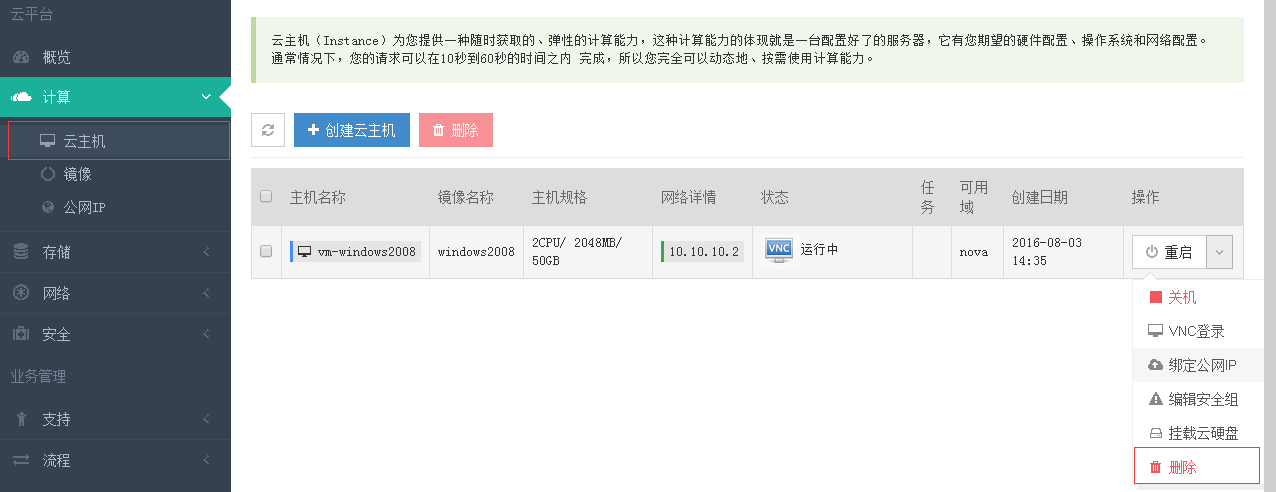 云平台
概览
计算
云主机
镜像
公网IP
存储
网络
安全
业务管理
支持
流程
云主机（Instance）为您提供一种随时获取的、弹性的计算能力，这种计算能力的体现就是一台配置好了的服务器，它有您期望的硬件配置、操作系统和网络配置。
通常情况下，您的请求可以在10秒到60秒的时间之内 完成，所以您完全可以动态地、按需使用计算能力。
创建云主机 删除
主机名称 镜像名称 主机规格 网络详情 状态 任务 可用域 创建日期 操作
vm-windows2008 windows2008 2CPU/ 2048MB/ 50GB 10.10.10.2 VNC 运行中 nova 2016-08-03 14:35 重启
关机
VNC登录
绑定公网IP
编辑安全组
挂载云硬盘
删除